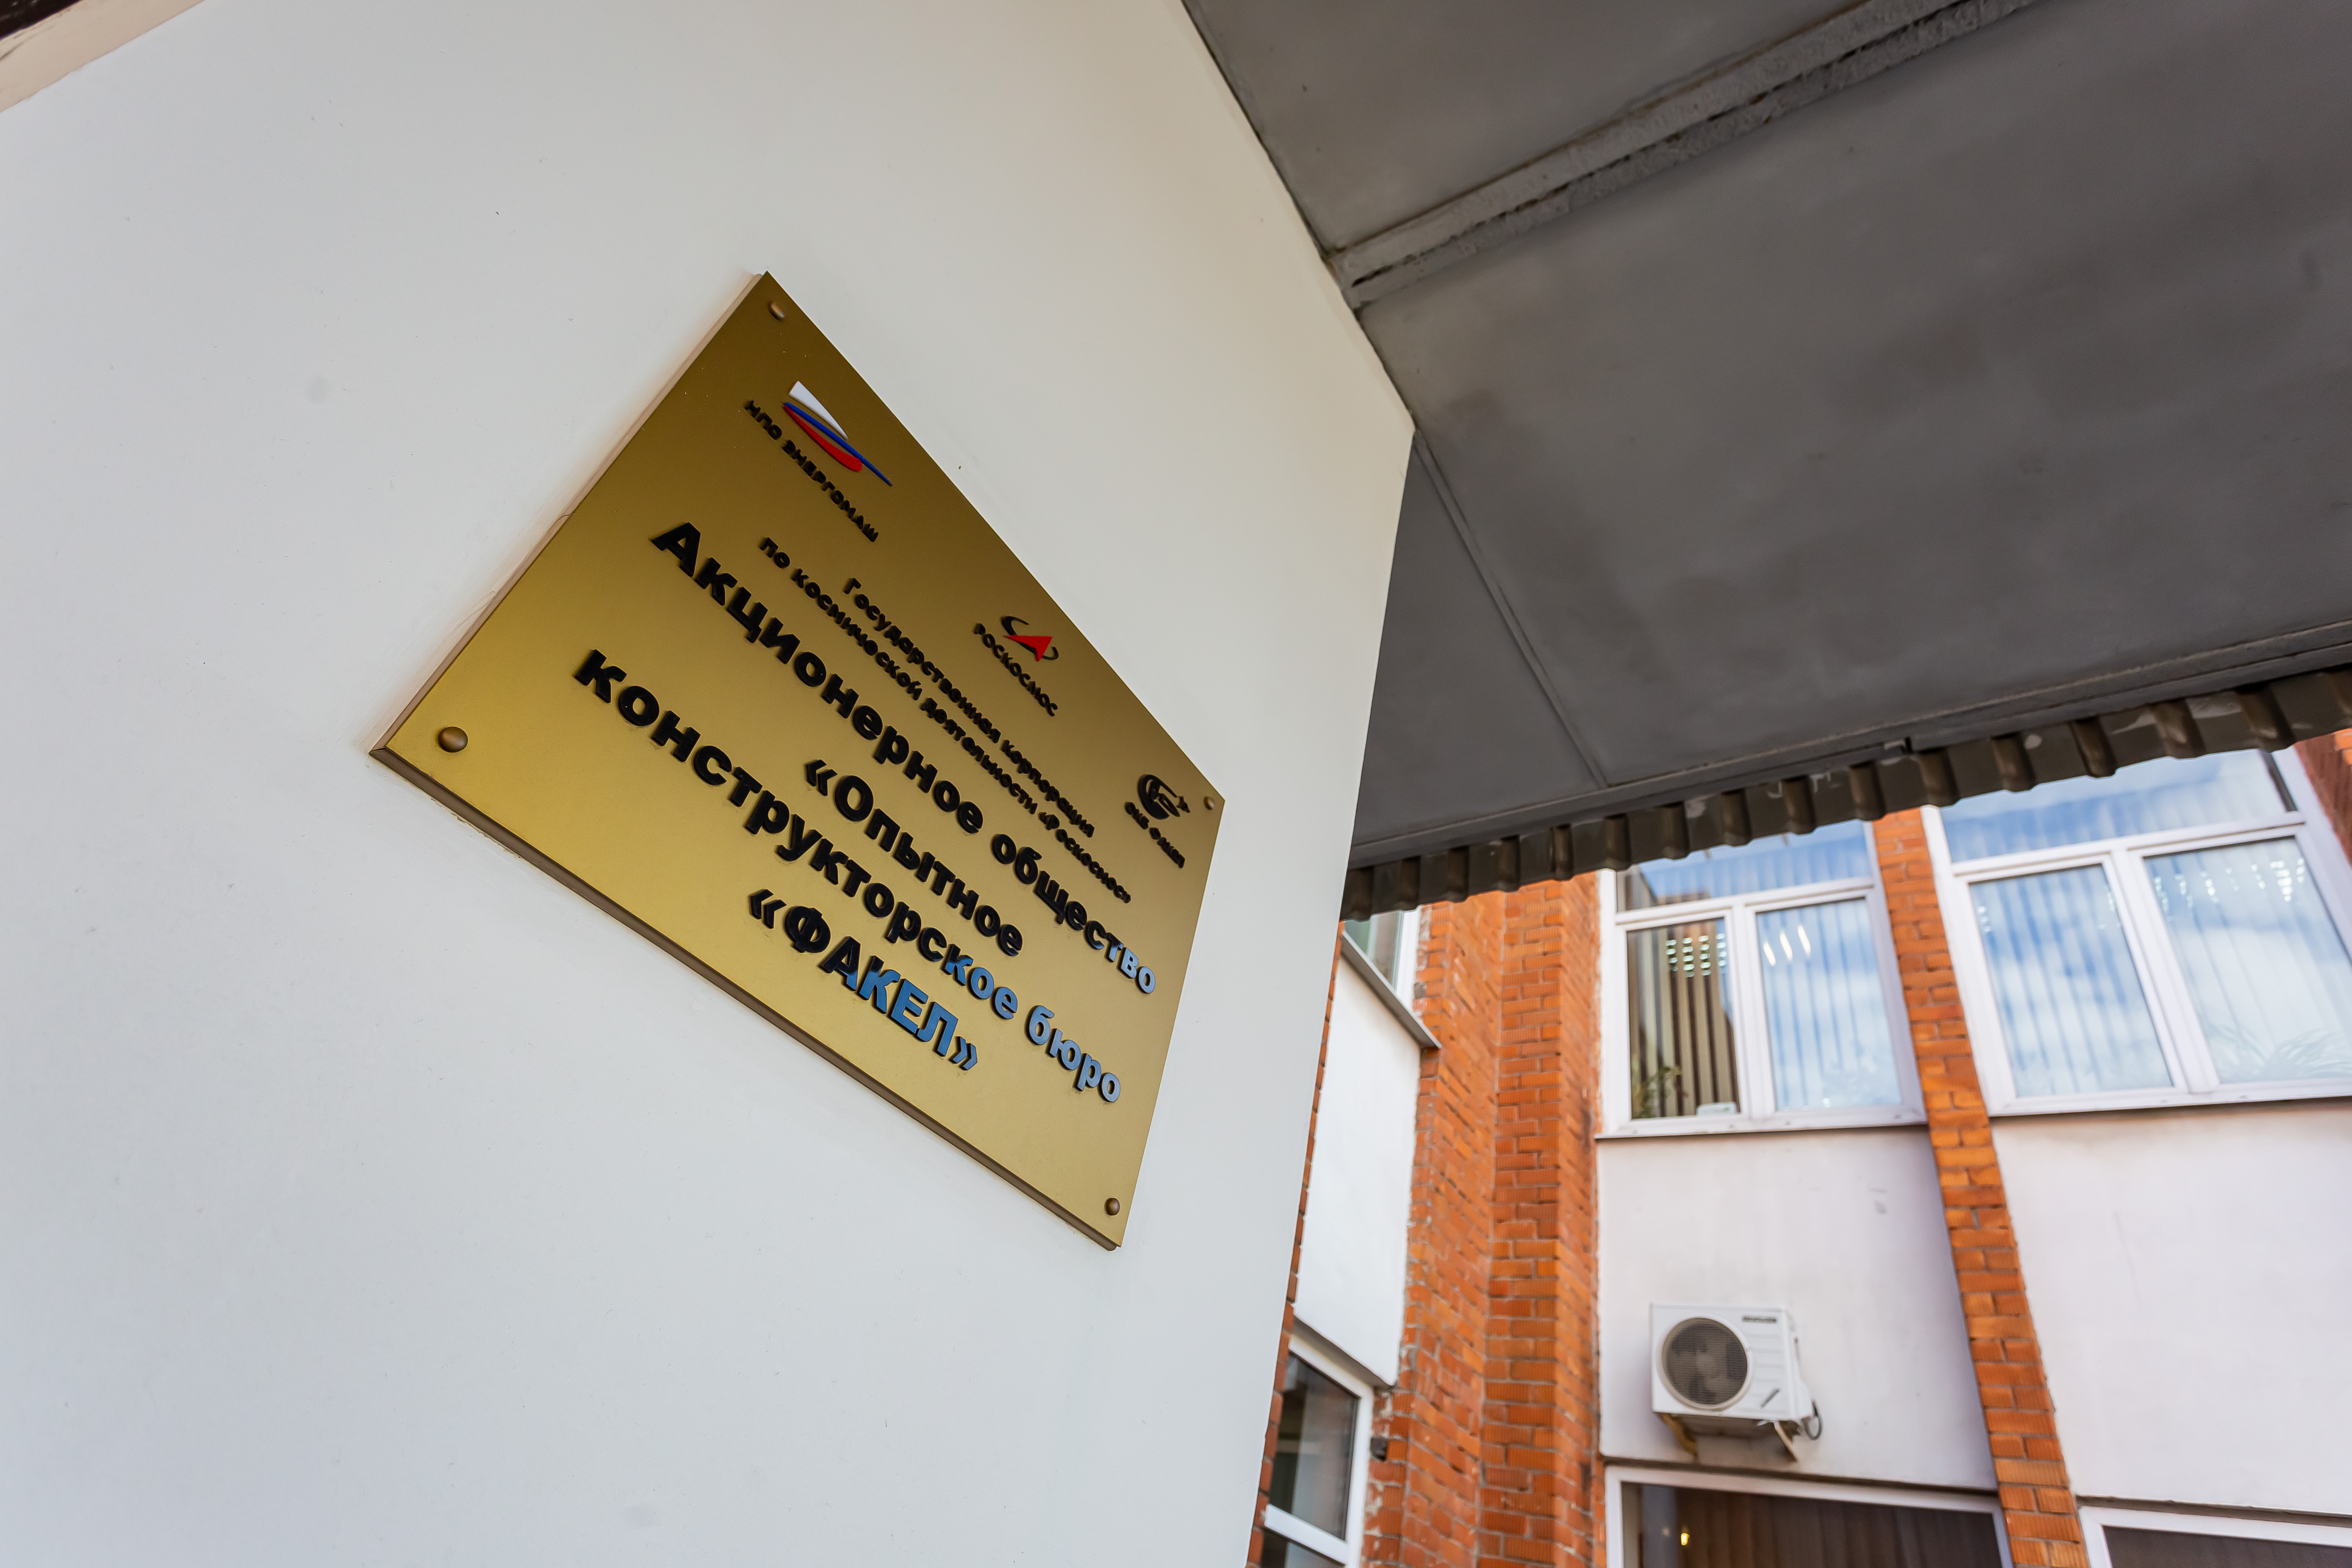 НПО ЭНЕРГОМАШ
РОСКОСМОС
ОКБ ФАКЕЛ
Государственная корпорация
по космической деятельности «Роскосмос»
Акционерное общество
«Опытное
конструкторское бюро
«ФАКЕЛ»